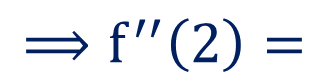 ⟹ f′′(2) =